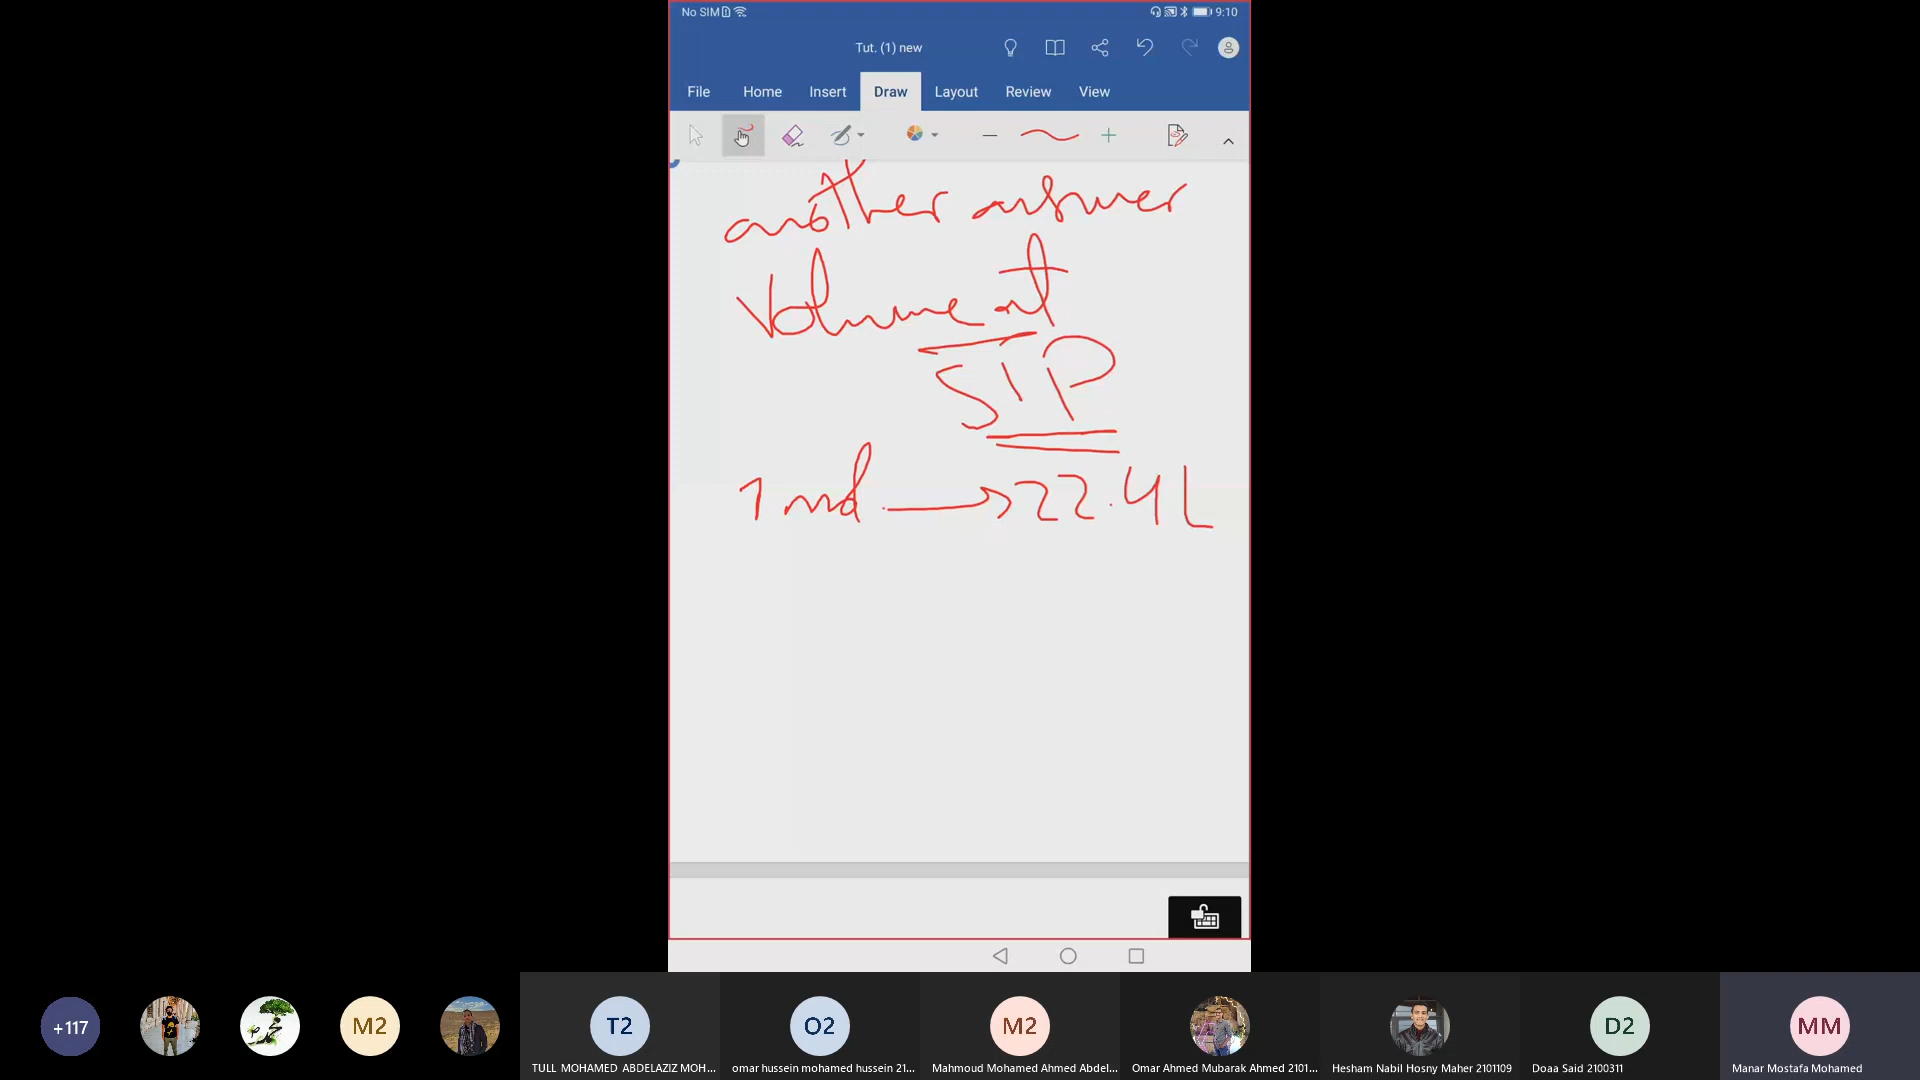 No SIM 9:10
Tut. (1) new
File Home Insert Draw Layout Review View
another answer
Volume at
STP
1 mol → 22.4 L
+117 M2 T2 O2 M2 D2 MM
TULL MOHAMED ABDELAZIZ MOH... omar hussein mohamed hussein 21... Mahmoud Mohamed Ahmed Abdel... Omar Ahmed Mubarak Ahmed 2101... Hesham Nabil Hosny Maher 2101109 Doaa Said 2100311 Manar Mostafa Mohamed